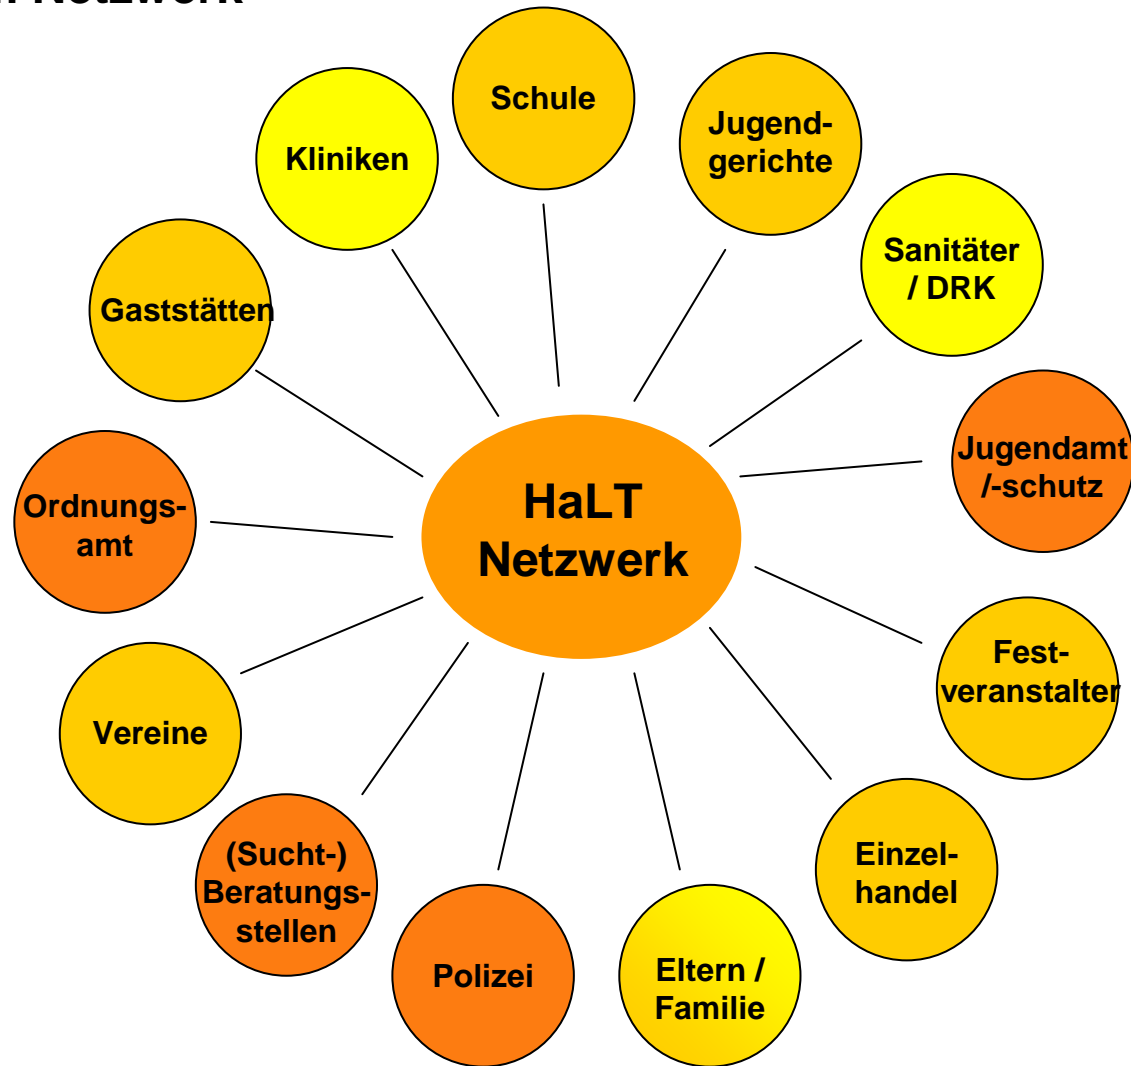 Netzwerk
Schule
Jugend-
gerichte
Kliniken
Sanitäter
/ DRK
Gaststätten
Jugendamt
/-schutz
HaLT
Netzwerk
Ordnungs-
amt
Fest-
veranstalter
Vereine
(Sucht-)
Beratungs-
stellen
Einzel-
handel
Polizei
Eltern /
Familie